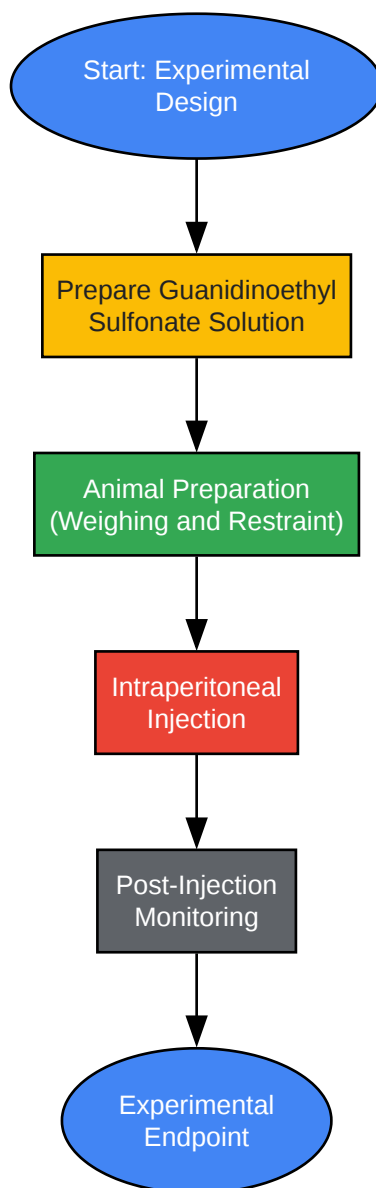 Start: Experimental
Design
Prepare Guanidinoethyl
Sulfonate Solution
Animal Preparation
(Weighing and Restraint)
Intraperitoneal
Injection
Post-Injection
Monitoring
Experimental
Endpoint